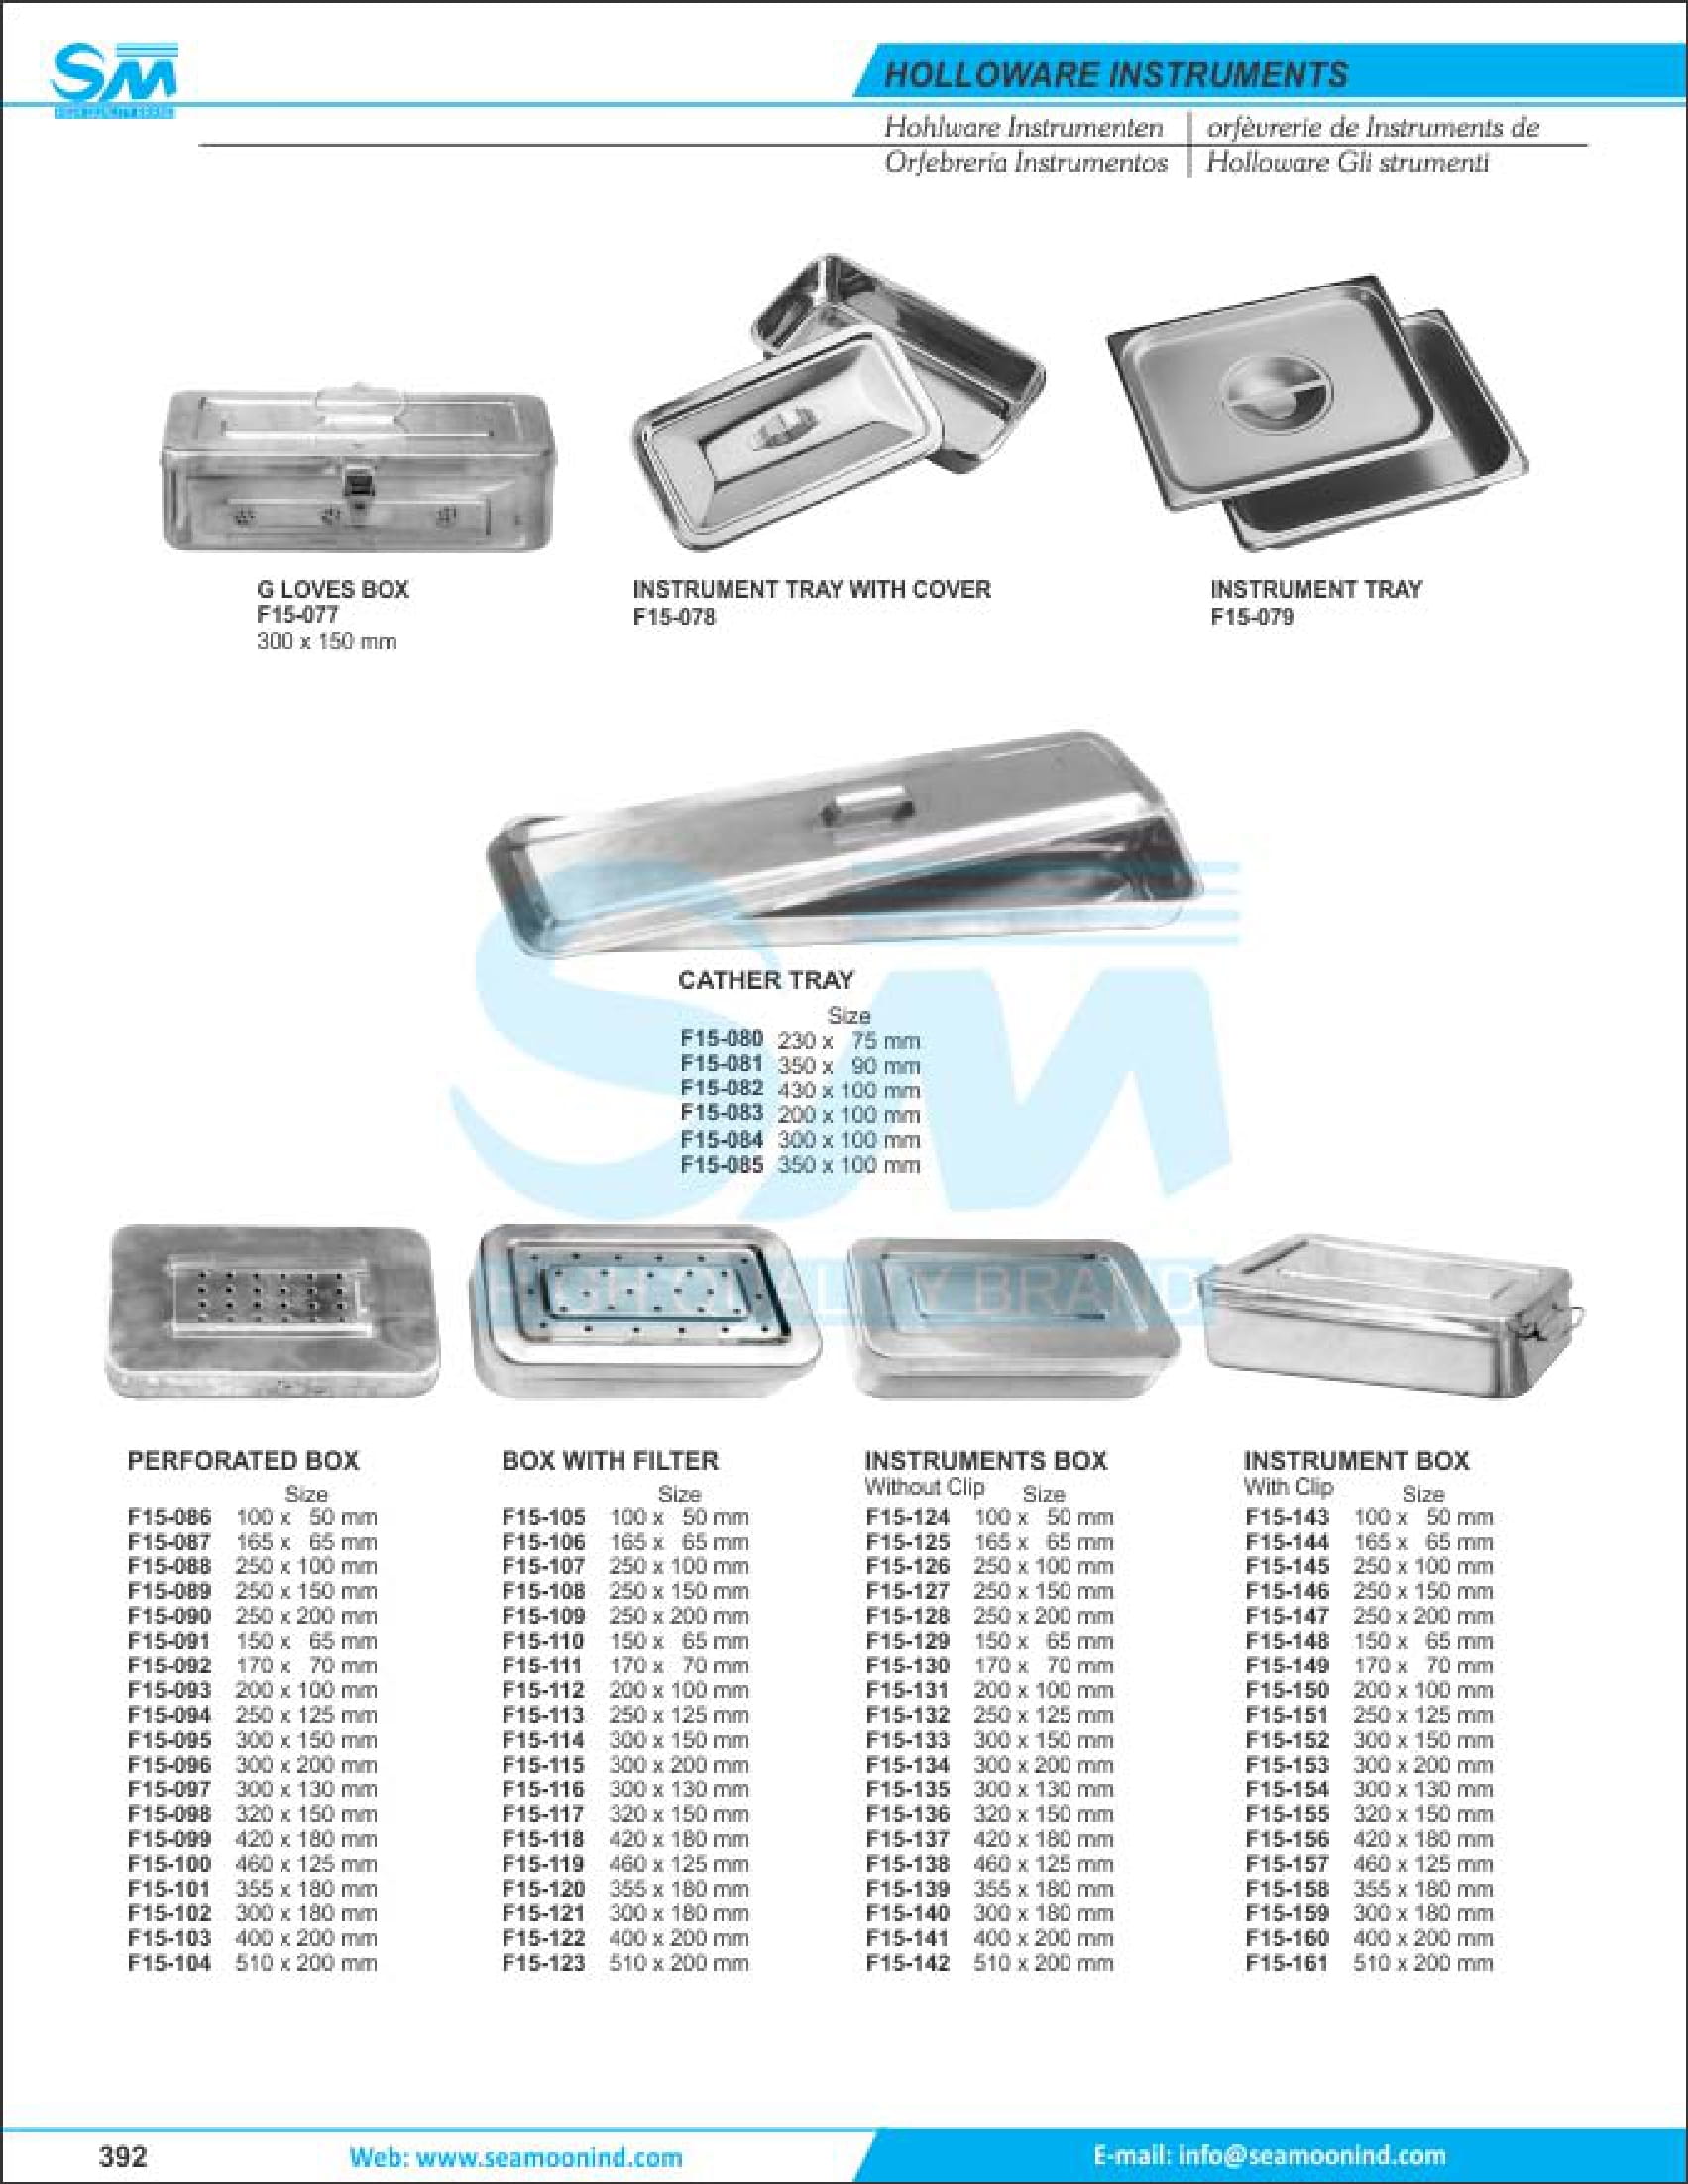 SM
HOLLOWARE INSTRUMENTS
Hohlware Instrumenten
orfèvrerie de Instruments de
Orfebrería Instrumentos
Holloware Gli strumenti
G LOVES BOX
F15-077
300 x 150 mm
INSTRUMENT TRAY WITH COVER
F15-078
INSTRUMENT TRAY
F15-079
CATHER TRAY
Size
F15-080 230 x 75 mm
F15-081 350 x 90 mm
F15-082 430 x 100 mm
F15-083 200 x 100 mm
F15-084 300 x 100 mm
F15-085 350 x 100 mm
SM
HIGH QUALITY BRAND
PERFORATED BOX
Size
F15-086 100 x 50 mm
F15-087 165 x 65 mm
F15-088 250 x 100 mm
F15-089 250 x 150 mm
F15-090 250 x 200 mm
F15-091 150 x 65 mm
F15-092 170 x 70 mm
F15-093 200 x 100 mm
F15-094 250 x 125 mm
F15-095 300 x 150 mm
F15-096 300 x 200 mm
F15-097 300 x 130 mm
F15-098 320 x 150 mm
F15-099 420 x 180 mm
F15-100 460 x 125 mm
F15-101 355 x 180 mm
F15-102 300 x 180 mm
F15-103 400 x 200 mm
F15-104 510 x 200 mm
BOX WITH FILTER
Size
F15-105 100 x 50 mm
F15-106 165 x 65 mm
F15-107 250 x 100 mm
F15-108 250 x 150 mm
F15-109 250 x 200 mm
F15-110 150 x 65 mm
F15-111 170 x 70 mm
F15-112 200 x 100 mm
F15-113 250 x 125 mm
F15-114 300 x 150 mm
F15-115 300 x 200 mm
F15-116 300 x 130 mm
F15-117 320 x 150 mm
F15-118 420 x 180 mm
F15-119 460 x 125 mm
F15-120 355 x 180 mm
F15-121 300 x 180 mm
F15-122 400 x 200 mm
F15-123 510 x 200 mm
INSTRUMENTS BOX
Without Clip Size
F15-124 100 x 50 mm
F15-125 165 x 65 mm
F15-126 250 x 100 mm
F15-127 250 x 150 mm
F15-128 250 x 200 mm
F15-129 150 x 65 mm
F15-130 170 x 70 mm
F15-131 200 x 100 mm
F15-132 250 x 125 mm
F15-133 300 x 150 mm
F15-134 300 x 200 mm
F15-135 300 x 130 mm
F15-136 320 x 150 mm
F15-137 420 x 180 mm
F15-138 460 x 125 mm
F15-139 355 x 180 mm
F15-140 300 x 180 mm
F15-141 400 x 200 mm
F15-142 510 x 200 mm
INSTRUMENT BOX
With Clip Size
F15-143 100 x 50 mm
F15-144 165 x 65 mm
F15-145 250 x 100 mm
F15-146 250 x 150 mm
F15-147 250 x 200 mm
F15-148 150 x 65 mm
F15-149 170 x 70 mm
F15-150 200 x 100 mm
F15-151 250 x 125 mm
F15-152 300 x 150 mm
F15-153 300 x 200 mm
F15-154 300 x 130 mm
F15-155 320 x 150 mm
F15-156 420 x 180 mm
F15-157 460 x 125 mm
F15-158 355 x 180 mm
F15-159 300 x 180 mm
F15-160 400 x 200 mm
F15-161 510 x 200 mm
392
Web: www.seamoonind.com
E-mail: info@seamoonind.com